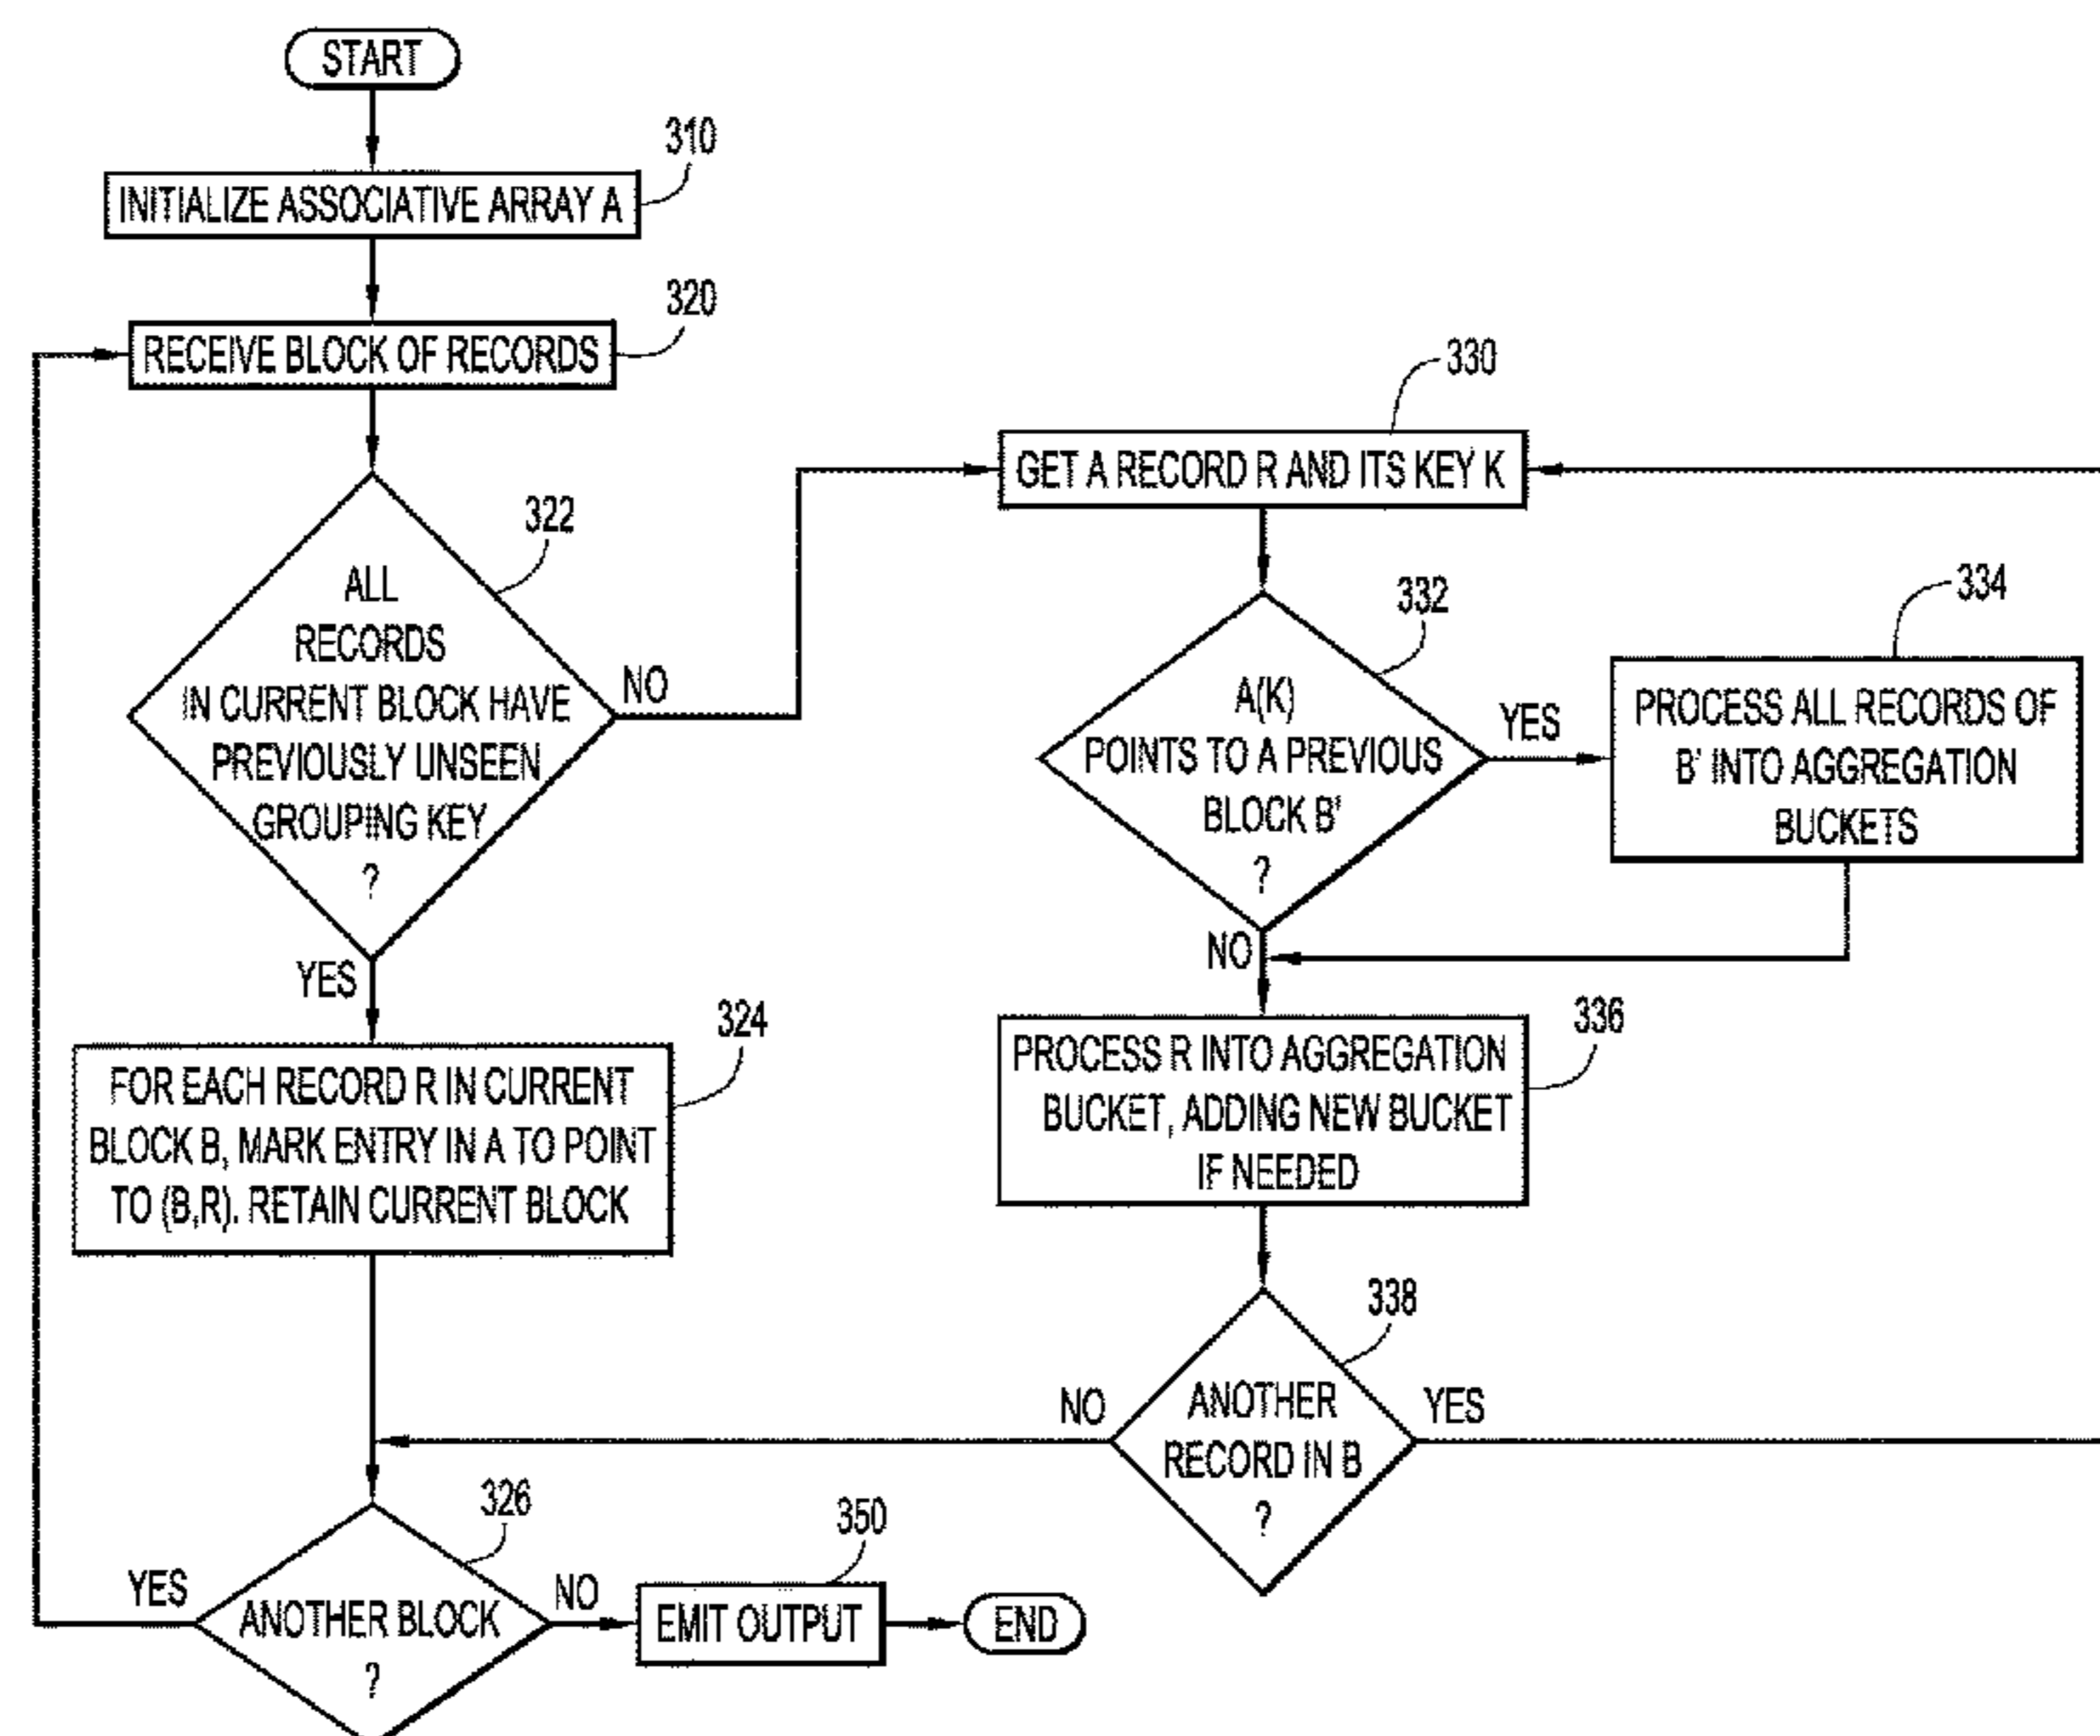 START
310
INITIALIZE ASSOCIATIVE ARRAY A
320
RECEIVE BLOCK OF RECORDS
322
ALL
RECORDS
IN CURRENT BLOCK HAVE
PREVIOUSLY UNSEEN
GROUPING KEY
?
NO
YES
324
FOR EACH RECORD R IN CURRENT
BLOCK B, MARK ENTRY IN A TO POINT
TO (B,R). RETAIN CURRENT BLOCK
330
GET A RECORD R AND ITS KEY K
332
A(K)
POINTS TO A PREVIOUS
BLOCK B'
?
YES
NO
334
PROCESS ALL RECORDS OF
B' INTO AGGREGATION
BUCKETS
336
PROCESS R INTO AGGREGATION
BUCKET, ADDING NEW BUCKET
IF NEEDED
338
ANOTHER
RECORD IN B
?
NO
YES
326
ANOTHER BLOCK
?
YES
NO
350
EMIT OUTPUT
END